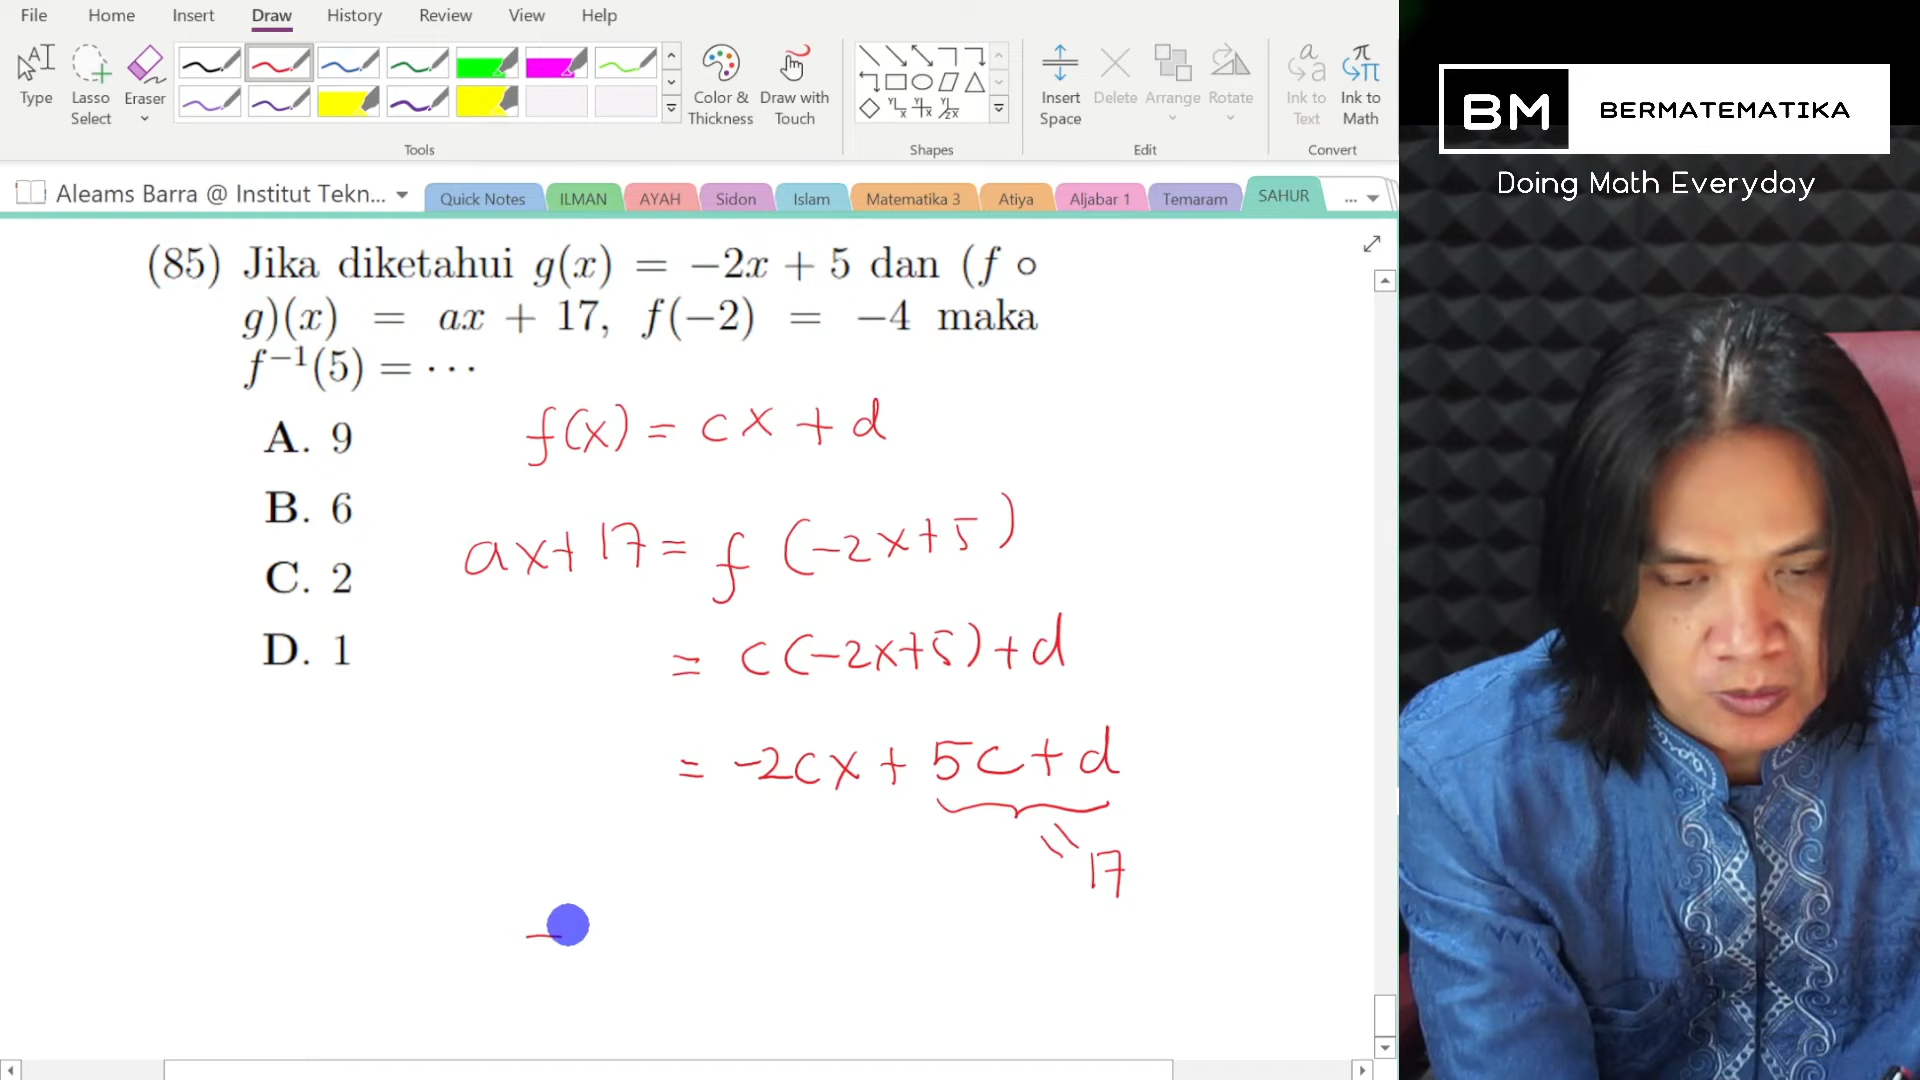 File Home Insert Draw History Review View Help
Type Lasso Select Eraser Color & Thickness Draw with Touch Insert Space Delete Arrange Rotate Ink to Text Ink to Math
Tools Shapes Edit Convert
Aleams Barra @ Institut Tekn... Quick Notes ILMAN AYAH Sidon Islam Matematika 3 Atiya Aljabar 1 Temaram SAHUR ...
BM BERMATEMATIKA
Doing Math Everyday
(85) Jika diketahui g(x) = −2x + 5 dan (f ∘
g)(x) = ax + 17, f(−2) = −4 maka
f⁻¹(5) = ⋯
A. 9
B. 6
C. 2
D. 1
f(x) = cx + d
ax + 17 = f (-2x+5)
= c(-2x+5) + d
= -2cx + 5c + d
= 17